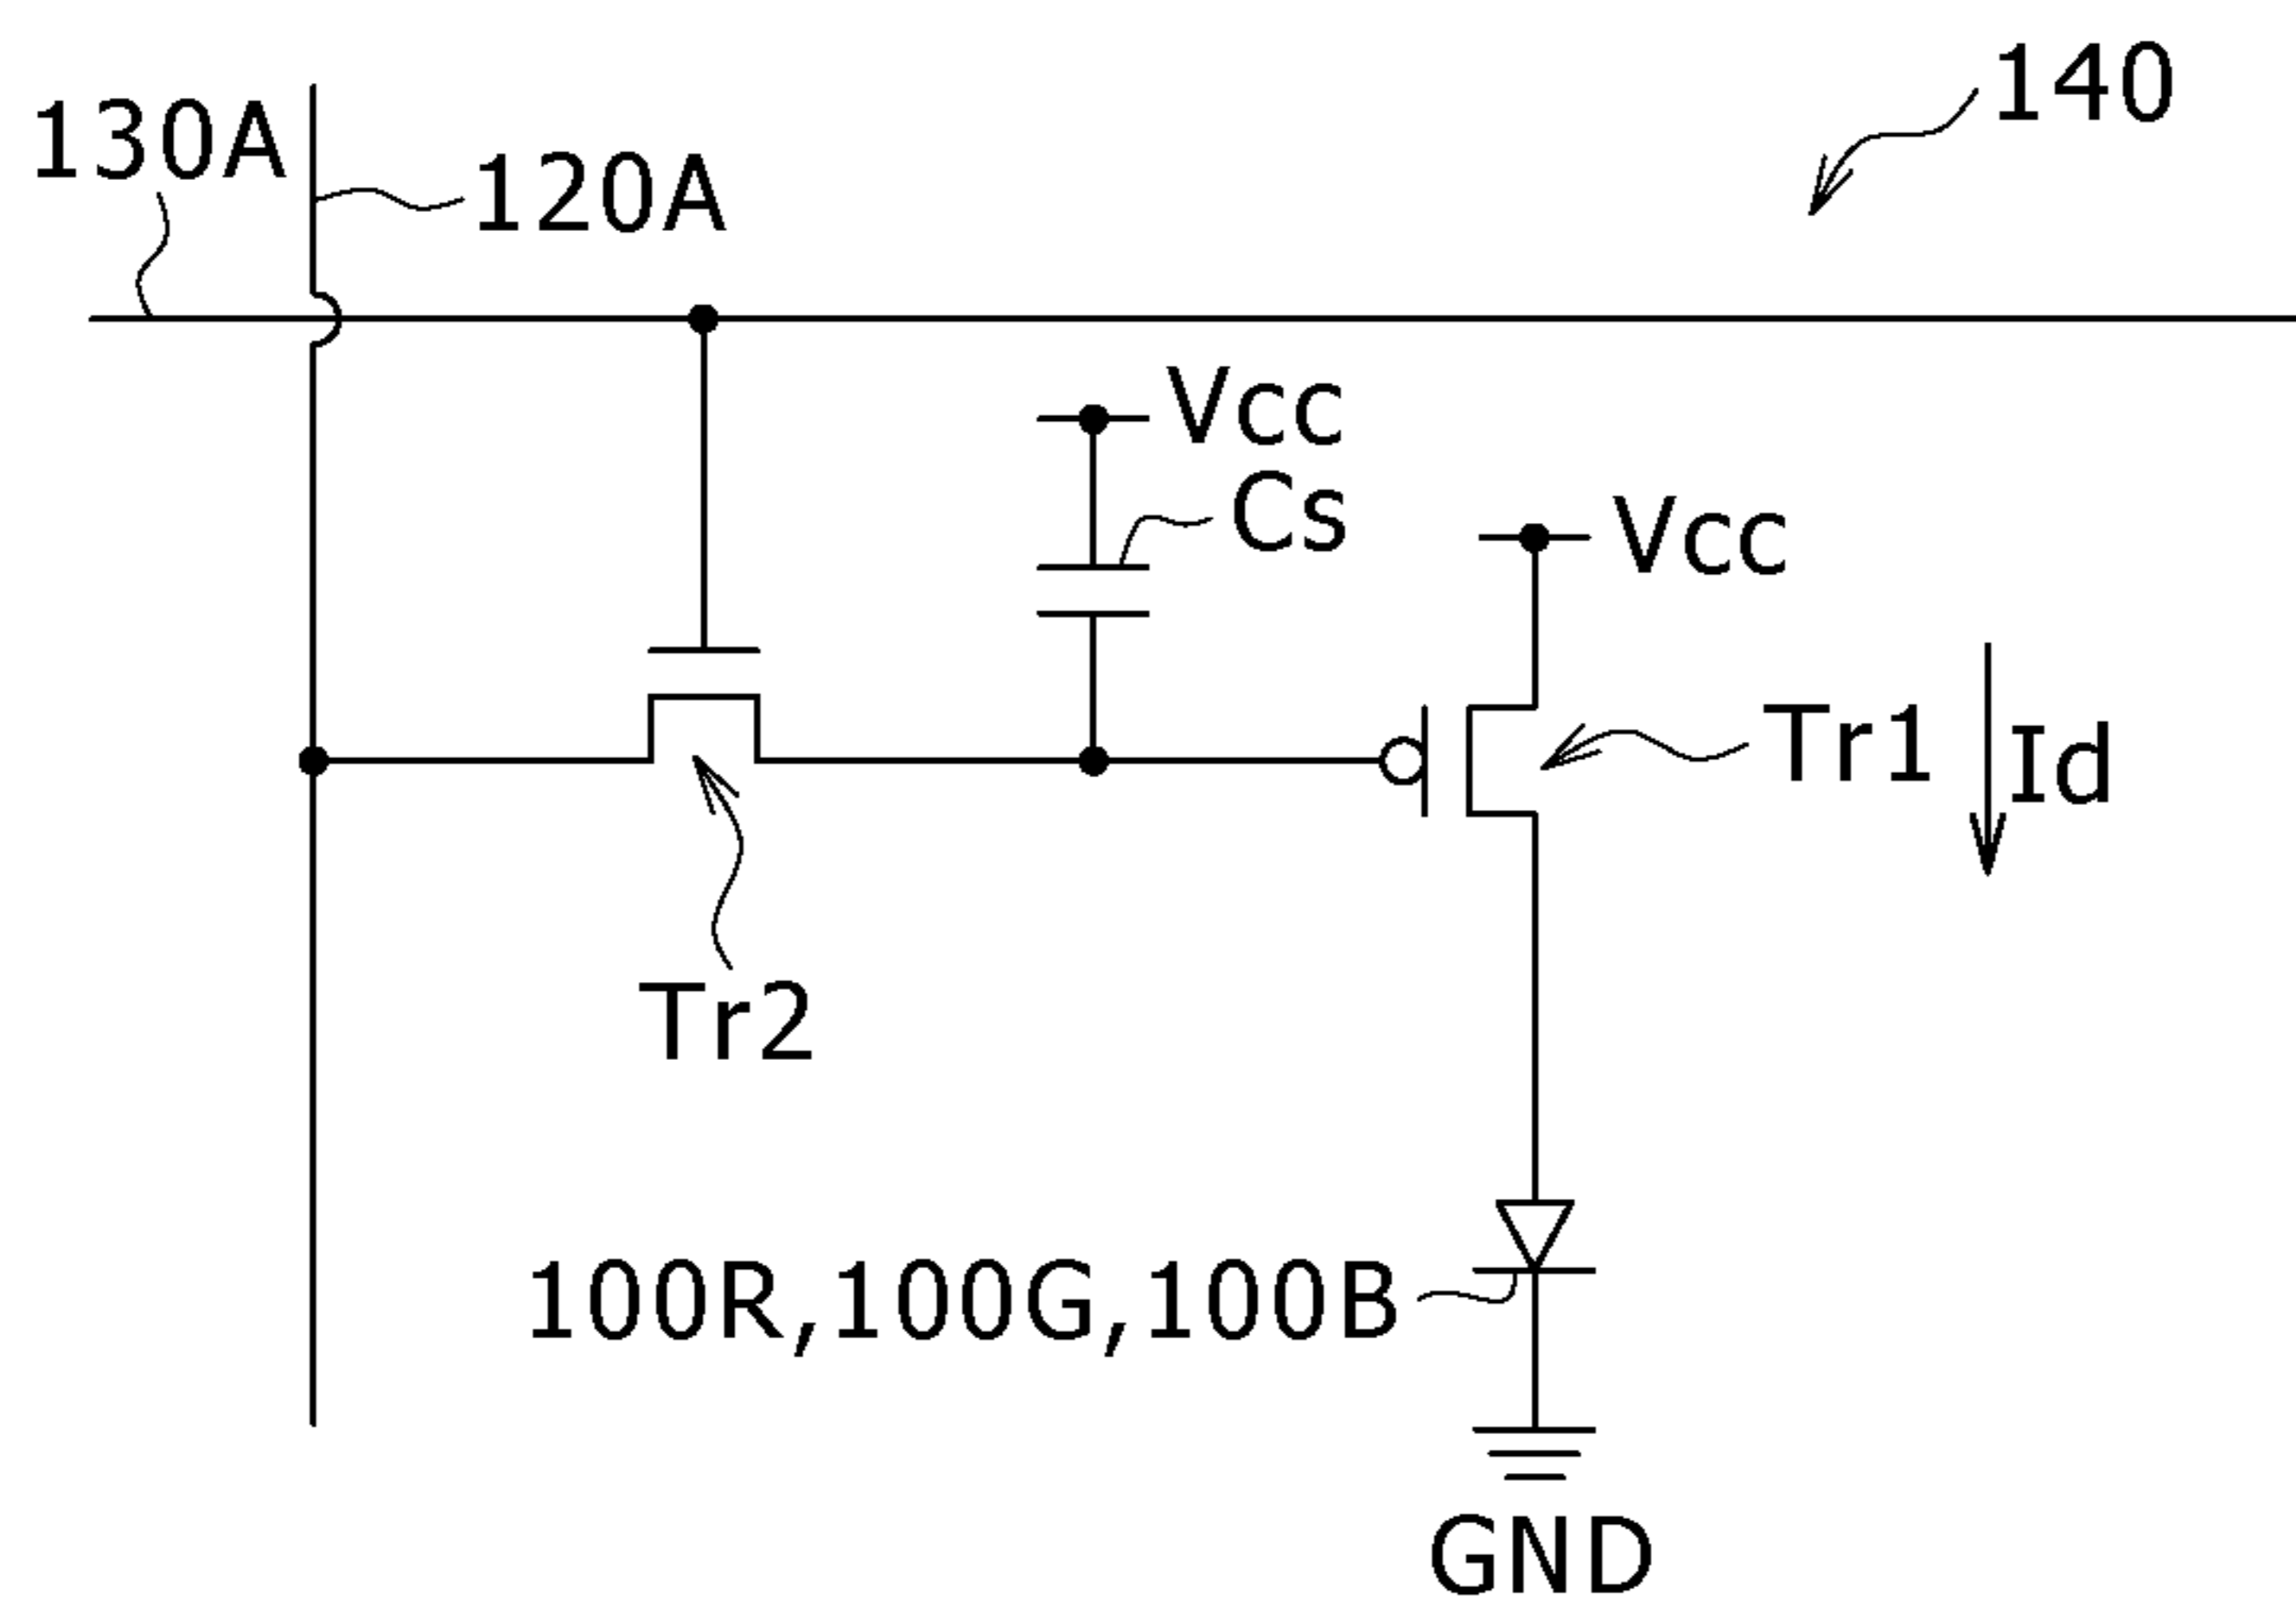 140
130A
120A
Vcc
Cs
Vcc
Tr1
Id
Tr2
100R,100G,100B
GND